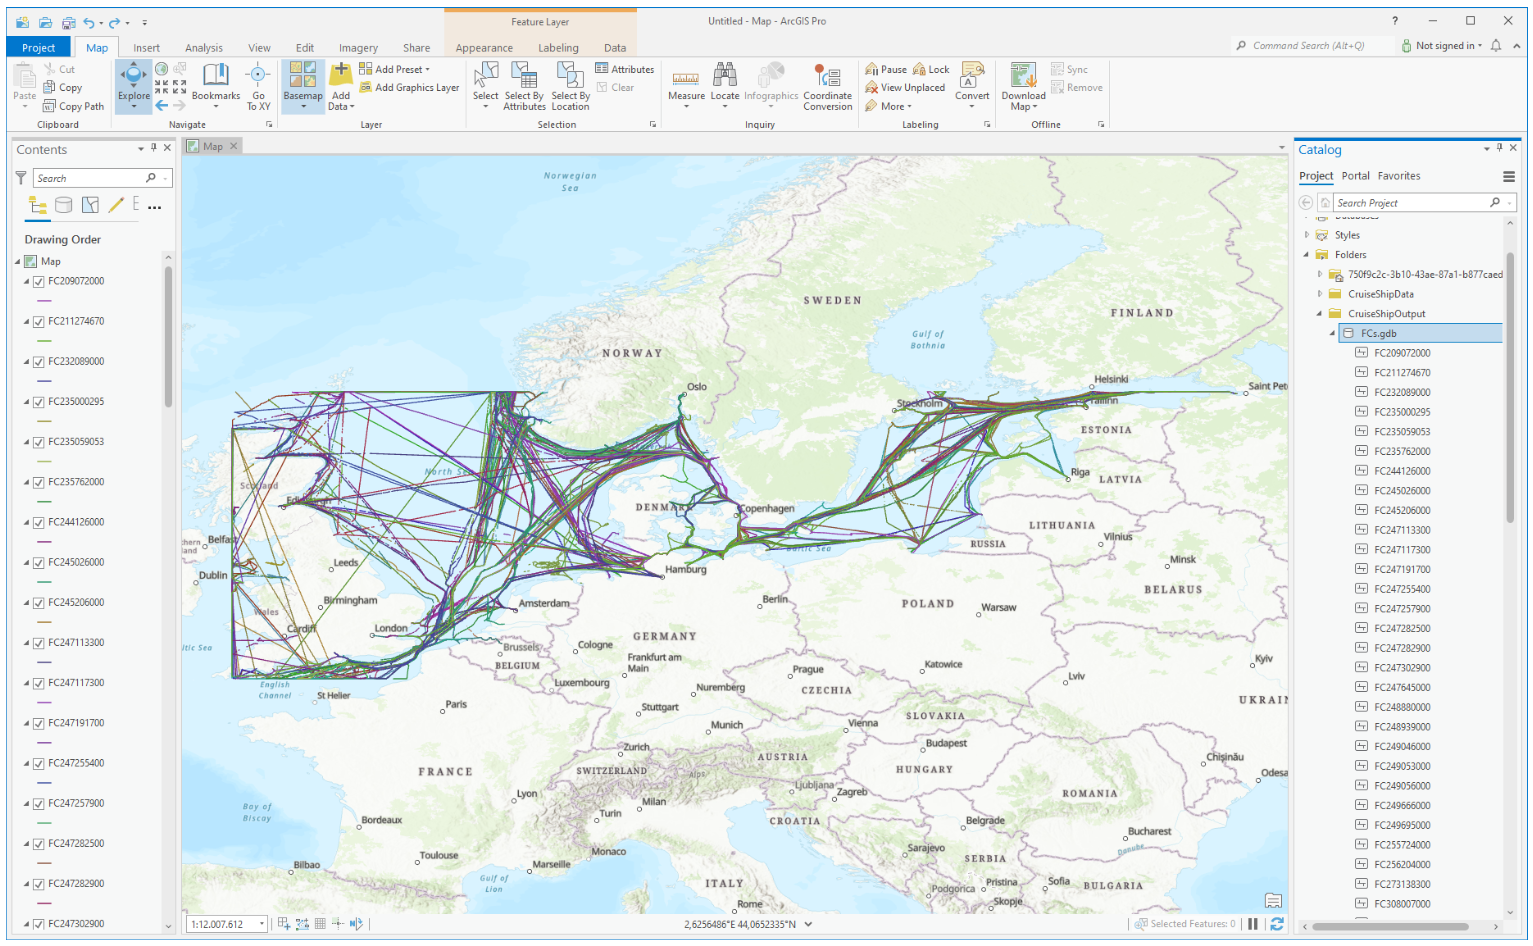 Feature Layer
Untitled - Map - ArcGIS Pro
?
Project
Map
Insert
Analysis
View
Edit
Imagery
Share
Appearance
Labeling
Data
Command Search (Alt+Q)
Not signed in
Paste
Cut
Copy
Copy Path
Clipboard
Explore
Bookmarks
Go To XY
Navigate
Basemap
Add Data
Add Preset
Add Graphics Layer
Layer
Select
Select By Attributes
Select By Location
Attributes
Clear
Selection
Measure
Locate
Infographics
Coordinate Conversion
Inquiry
Pause
Lock
View Unplaced
More
Convert
Labeling
Download Map
Sync
Remove
Offline
Contents
Search
Drawing Order
Map
FC209072000
FC211274670
FC232089000
FC235000295
FC235059053
FC235762000
FC244126000
FC245026000
FC245206000
FC247113300
FC247117300
FC247191700
FC247255400
FC247257900
FC247282500
FC247282900
FC247302900
Map
Norwegian Sea
SWEDEN
FINLAND
Gulf of Bothnia
NORWAY
Oslo
Helsinki
Saint Pet
Stockholm
Tallinn
ESTONIA
North Sea
Scotland
Riga
LATVIA
Edinburgh
DENMARK
Copenhagen
LITHUANIA
Vilnius
RUSSIA
Baltic Sea
Belfast
Minsk
Leeds
Hamburg
Dublin
BELARUS
Birmingham
Amsterdam
Berlin
POLAND
Warsaw
Wales
Cardiff
London
GERMANY
Cologne
Brussels
BELGIUM
Frankfurt am Main
ltic Sea
Kyiv
Prague
Katowice
Luxembourg
Lviv
English Channel
St Helier
Nuremberg
CZECHIA
UKRAIN
Paris
Stuttgart
SLOVAKIA
Munich
Vienna
Zurich
Budapest
AUSTRIA
Chișinău
FRANCE
SWITZERLAND
Alps
HUNGARY
Odesa
Ljubljana
Zagreb
ROMANIA
Lyon
Milan
Turin
Bay of Biscay
Bordeaux
CROATIA
Belgrade
Bucharest
Toulouse
Monaco
Sarajevo
SERBIA
Danube
Bilbao
Marseille
Gulf of Lion
ITALY
Podgorica
Pristina
Sofia
BULGARIA
Rome
Skopje
1:12.007.612
2,6256486°E 44,0652335°N
Selected Features: 0
Catalog
Project
Portal
Favorites
Search Project
Databases
Styles
Folders
750f9c2c-3b10-43ae-87a1-b877caed
CruiseShipData
CruiseShipOutput
FCs.gdb
FC209072000
FC211274670
FC232089000
FC235000295
FC235059053
FC235762000
FC244126000
FC245026000
FC245206000
FC247113300
FC247117300
FC247191700
FC247255400
FC247257900
FC247282500
FC247282900
FC247302900
FC247645000
FC248880000
FC248939000
FC249046000
FC249053000
FC249056000
FC249666000
FC249695000
FC255724000
FC256204000
FC273138300
FC308007000